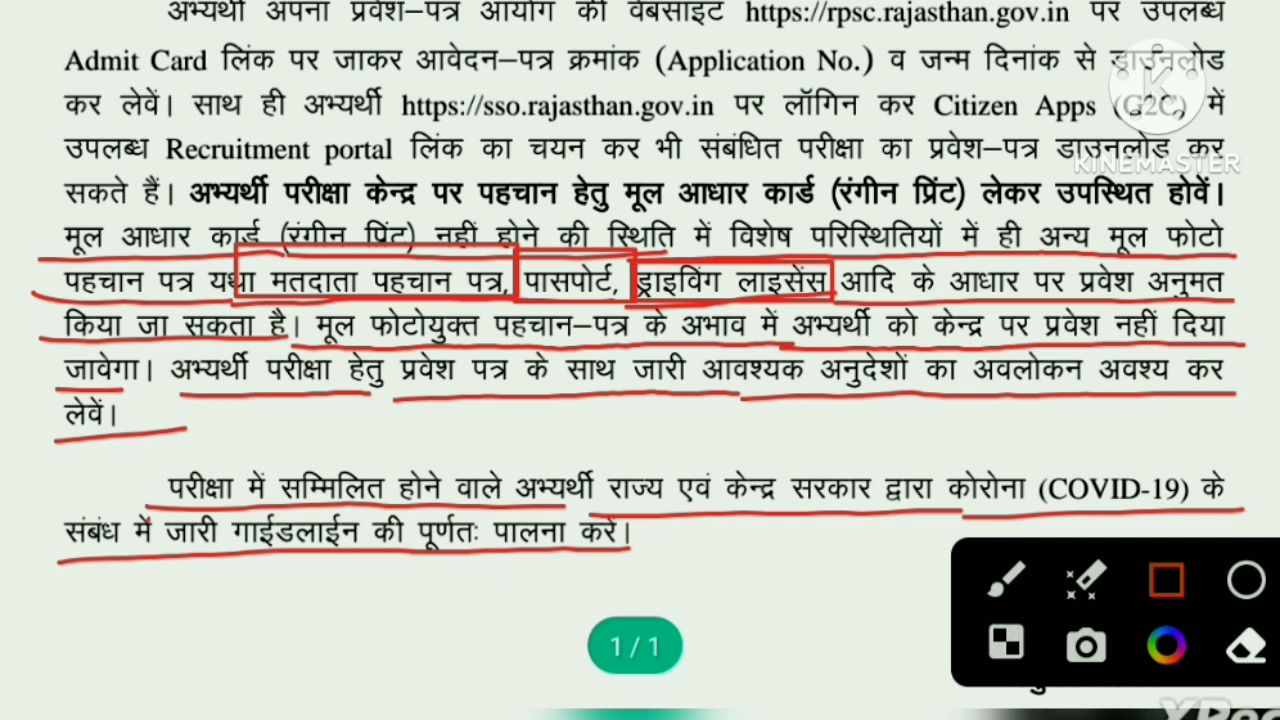 अभ्यर्थी अपना प्रवेश–पत्र आयोग की वेबसाइट https://rpsc.rajasthan.gov.in पर उपलब्ध
Admit Card लिंक पर जाकर आवेदन–पत्र क्रमांक (Application No.) व जन्म दिनांक से डाउनलोड
कर लेवें। साथ ही अभ्यर्थी https://sso.rajasthan.gov.in पर लॉगिन कर Citizen Apps (G2C) में
उपलब्ध Recruitment portal लिंक का चयन कर भी संबंधित परीक्षा का प्रवेश–पत्र डाउनलोड कर
KINEMASTER
सकते हैं। अभ्यर्थी परीक्षा केन्द्र पर पहचान हेतु मूल आधार कार्ड (रंगीन प्रिंट) लेकर उपस्थित होवें।
मूल आधार कार्ड (रंगीन प्रिंट) नहीं होने की स्थिति में विशेष परिस्थितियों में ही अन्य मूल फोटो
पहचान पत्र यथा मतदाता पहचान पत्र, पासपोर्ट, ड्राइविंग लाइसेंस आदि के आधार पर प्रवेश अनुमत
किया जा सकता है। मूल फोटोयुक्त पहचान–पत्र के अभाव में अभ्यर्थी को केन्द्र पर प्रवेश नहीं दिया
जावेगा। अभ्यर्थी परीक्षा हेतु प्रवेश पत्र के साथ जारी आवश्यक अनुदेशों का अवलोकन अवश्य कर
लेवें।
परीक्षा में सम्मिलित होने वाले अभ्यर्थी राज्य एवं केन्द्र सरकार द्वारा कोरोना (COVID-19) के
संबंध में जारी गाईडलाईन की पूर्णतः पालना करें।
1 / 1